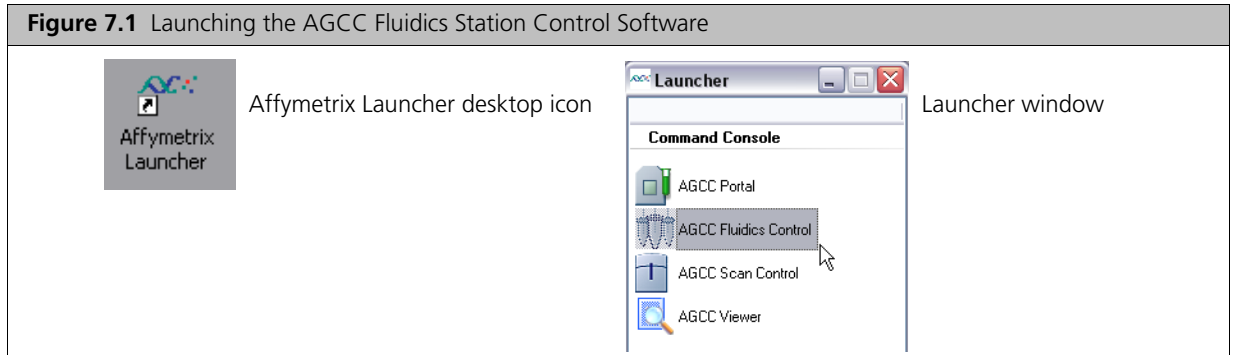 Figure 7.1 Launching the AGCC Fluidics Station Control Software
Affymetrix
Launcher
Affymetrix Launcher desktop icon
Launcher
Command Console
AGCC Portal
AGCC Fluidics Control
AGCC Scan Control
AGCC Viewer
Launcher window